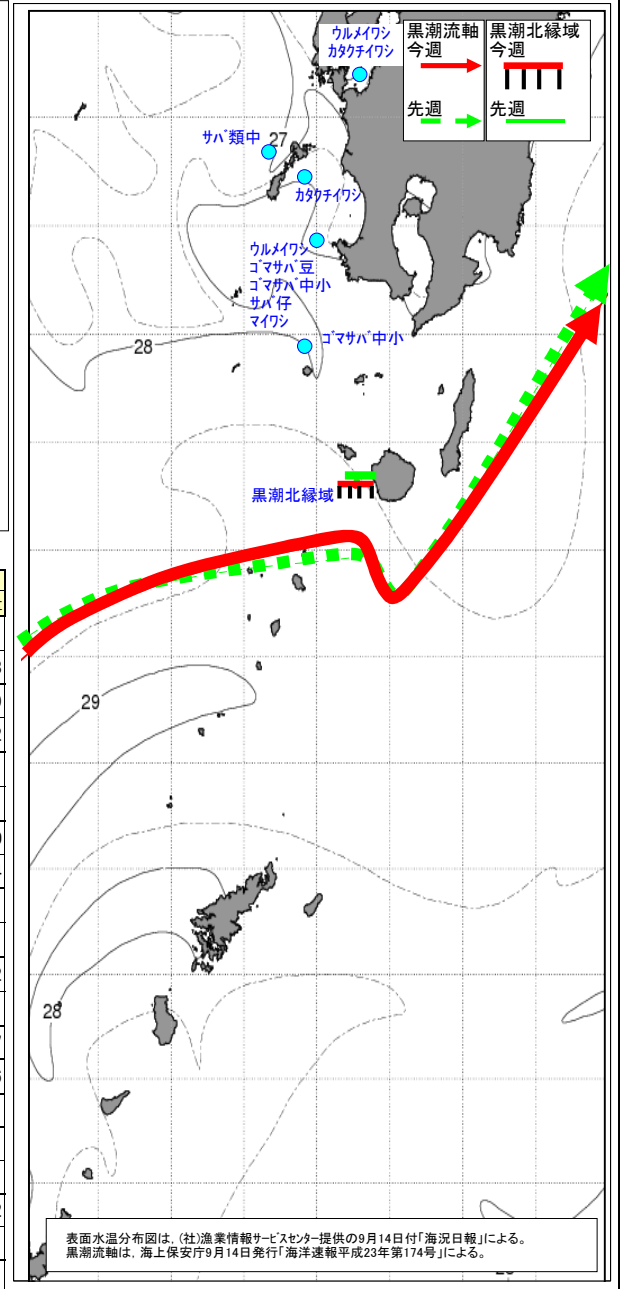 ウルメイワシ
カタクチイワシ
黒潮流軸
今週
先週
黒潮北縁域
今週
先週
サバ類中
27
カタクチイワシ
ウルメイワシ
ゴマサバ豆
ゴマサバ中小
サバ仔
マイワシ
ゴマサバ中小
28
黒潮北縁域
29
28
表面水温分布図は, (社)漁業情報サービスセンター提供の9月14日付「海況日報」による。
黒潮流軸は, 海上保安庁9月14日発行「海洋速報平成23年第174号」による。